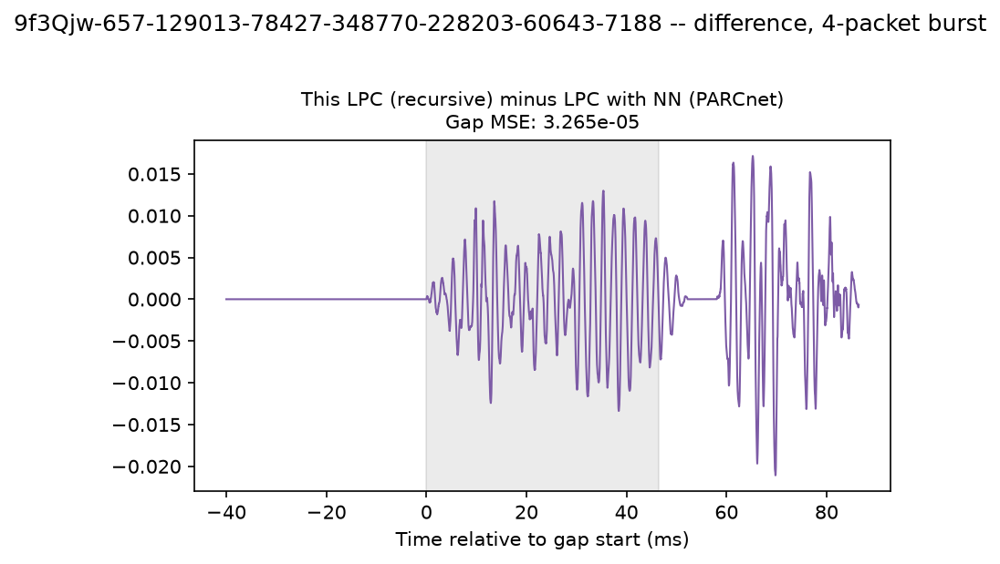 9f3Qjw-657-129013-78427-348770-228203-60643-7188 -- difference, 4-packet burst
This LPC (recursive) minus LPC with NN (PARCnet)
Gap MSE: 3.265e-05
0.015
0.010
0.005
0.000
−0.005
−0.010
−0.015
−0.020
−40 −20 0 20 40 60 80
Time relative to gap start (ms)